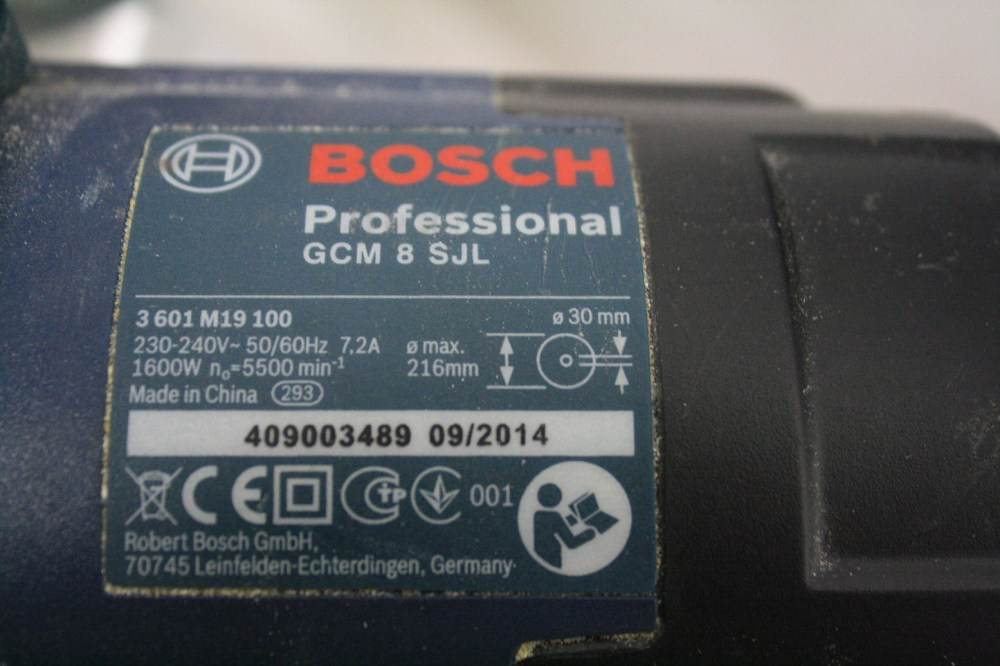 BOSCH
Professional
GCM 8 SJL
3 601 M19 100
ø 30 mm
230-240V~ 50/60Hz 7,2A
ø max.
1600W n₀=5500 min⁻¹
216mm
Made in China 293
409003489 09/2014
CE TP 001
Robert Bosch GmbH,
70745 Leinfelden-Echterdingen, Germany